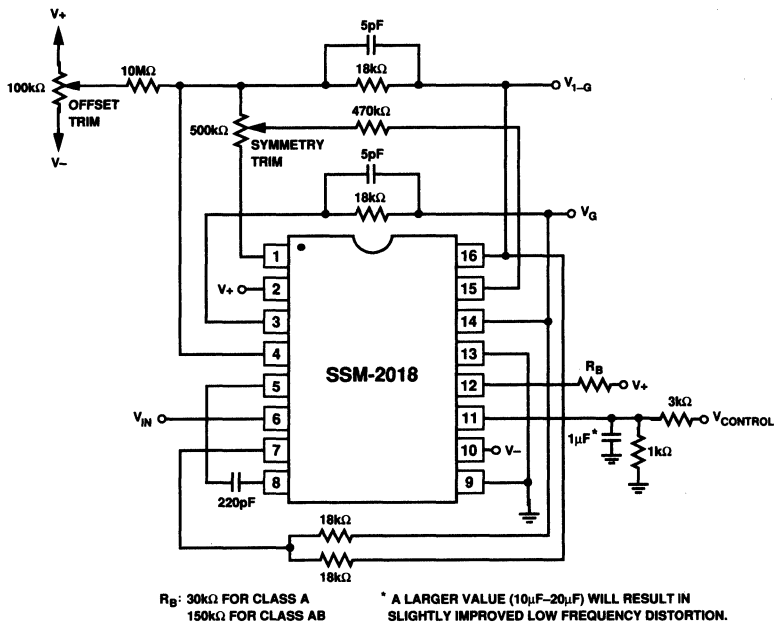 V+
5pF
10MΩ
18kΩ
V1–G
100kΩ
OFFSET
TRIM
470kΩ
500kΩ
SYMMETRY
TRIM
V–
5pF
18kΩ
VG
1
16
V+
2
15
3
14
4
13
SSM-2018
5
12
RB
V+
VIN
6
11
3kΩ
VCONTROL
1µF*
1kΩ
7
10
V–
8
9
220pF
18kΩ
18kΩ
RB: 30kΩ FOR CLASS A
150kΩ FOR CLASS AB
* A LARGER VALUE (10µF–20µF) WILL RESULT IN
SLIGHTLY IMPROVED LOW FREQUENCY DISTORTION.